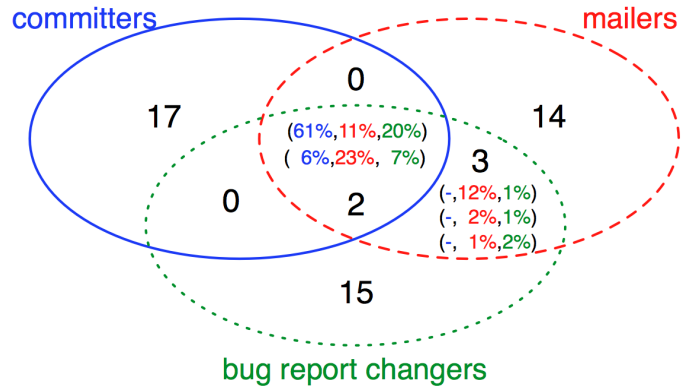 committers
mailers
0
17
14
(61%,11%,20%)
( 6%,23%, 7%)
3
(-,12%,1%)
(-, 2%,1%)
(-, 1%,2%)
0
2
15
bug report changers